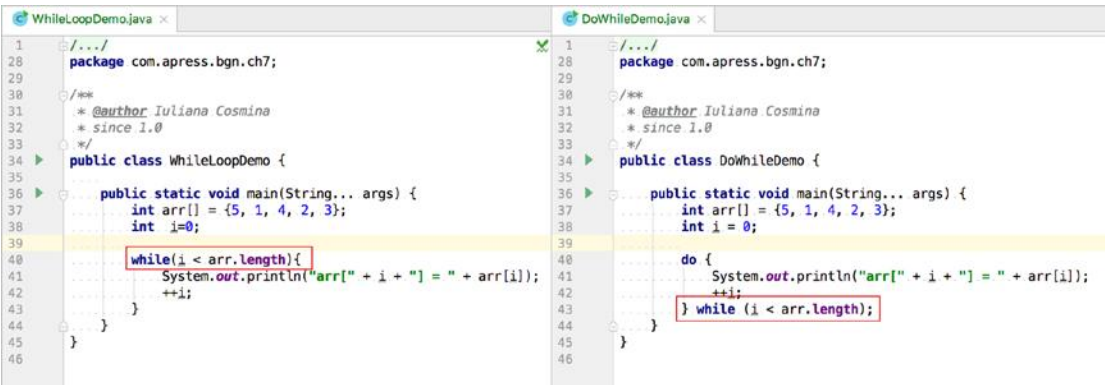 WhileLoopDemo.java ×
1 /.../
28 package com.apress.bgn.ch7;
29
30 /**
31 * @author Iuliana Cosmina
32 * since 1.0
33 */
34 public class WhileLoopDemo {
35
36 public static void main(String... args) {
37 int arr[] = {5, 1, 4, 2, 3};
38 int i=0;
39
40 while(i < arr.length){
41 System.out.println("arr[" + i + "] = " + arr[i]);
42 ++i;
43 }
44 }
45 }
46
DoWhileDemo.java ×
1 /.../
28 package com.apress.bgn.ch7;
29
30 /**
31 * @author Iuliana Cosmina
32 * since 1.0
33 */
34 public class DoWhileDemo {
35
36 public static void main(String... args) {
37 int arr[] = {5, 1, 4, 2, 3};
38 int i = 0;
39
40 do {
41 System.out.println("arr[" + i + "] = " + arr[i]);
42 ++i;
43 } while (i < arr.length);
44 }
45 }
46